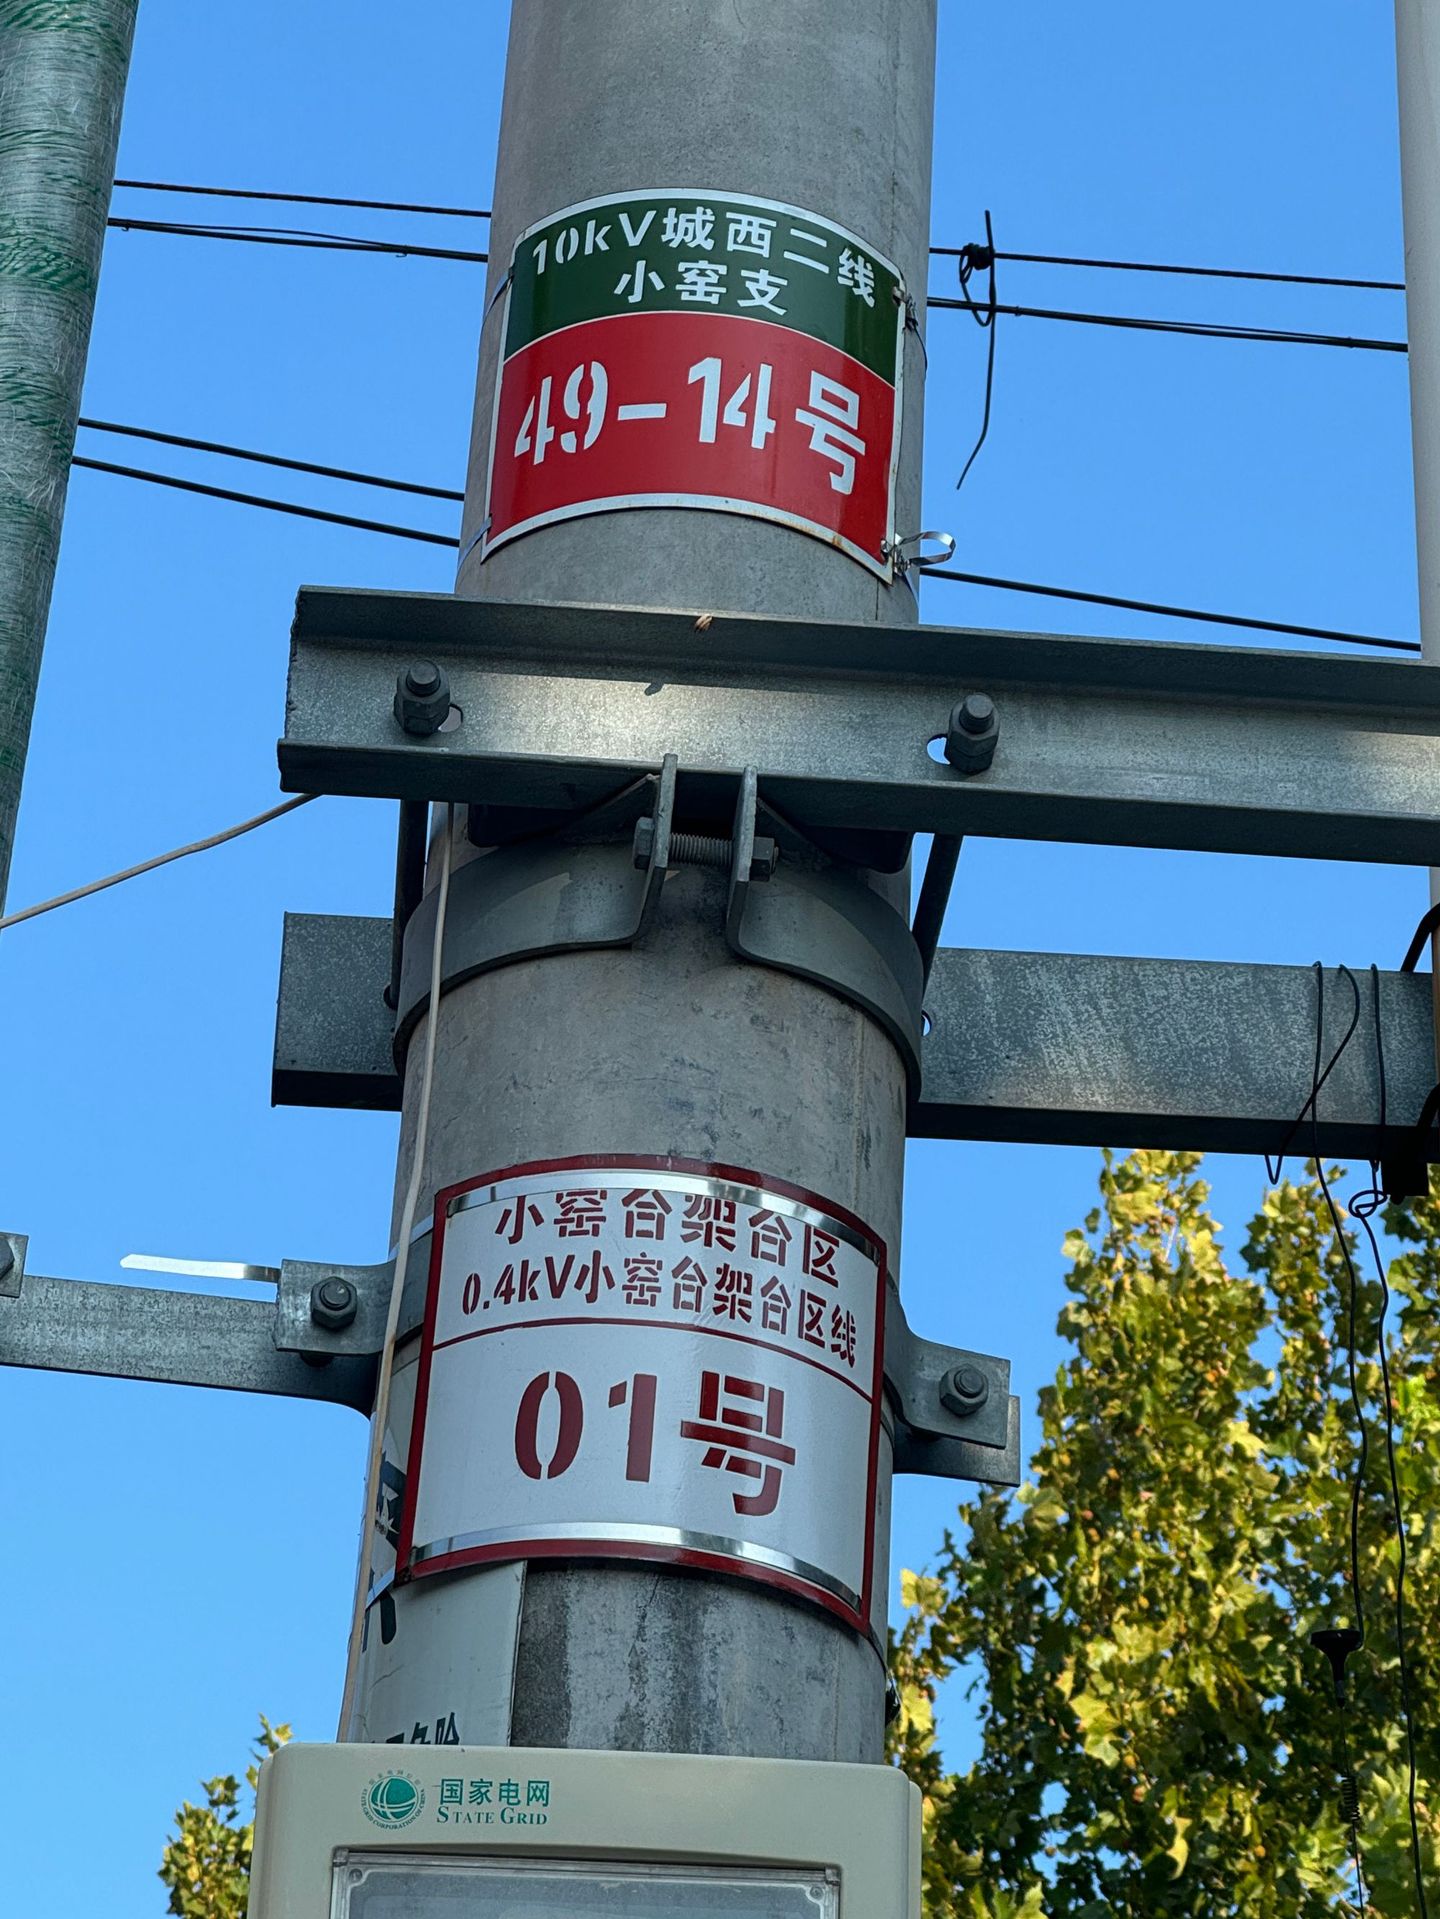 10kV城西二线
小窑支
49-14号
小窑台架台区
0.4kV小窑台架台区线
01号
国家电网
STATE GRID